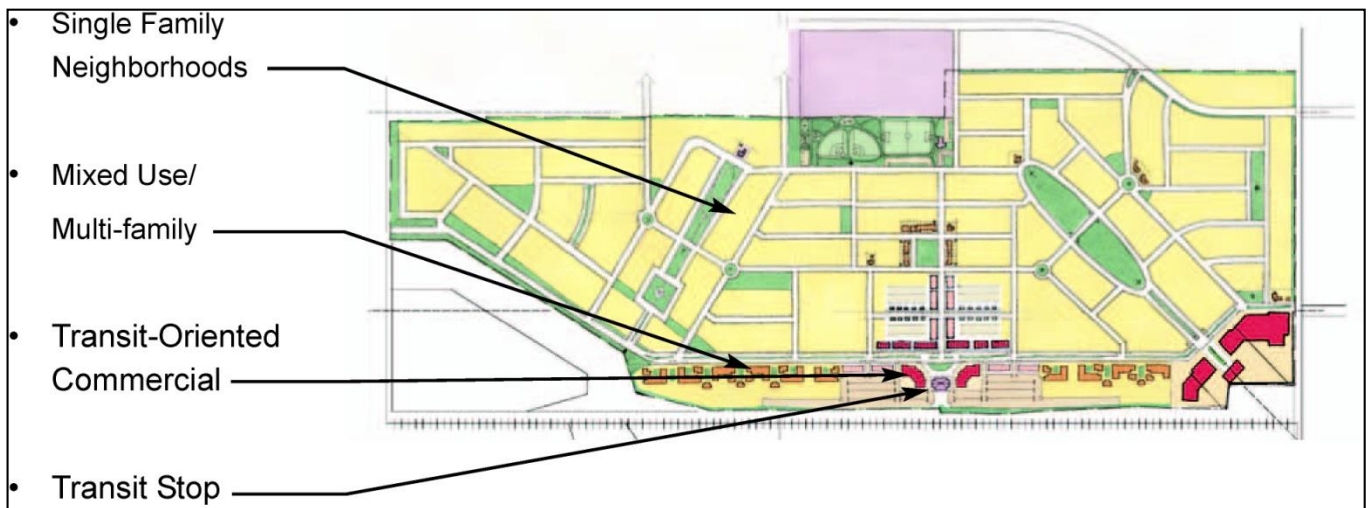 • Single Family
Neighborhoods
• Mixed Use/
Multi-family
• Transit-Oriented
Commercial
• Transit Stop